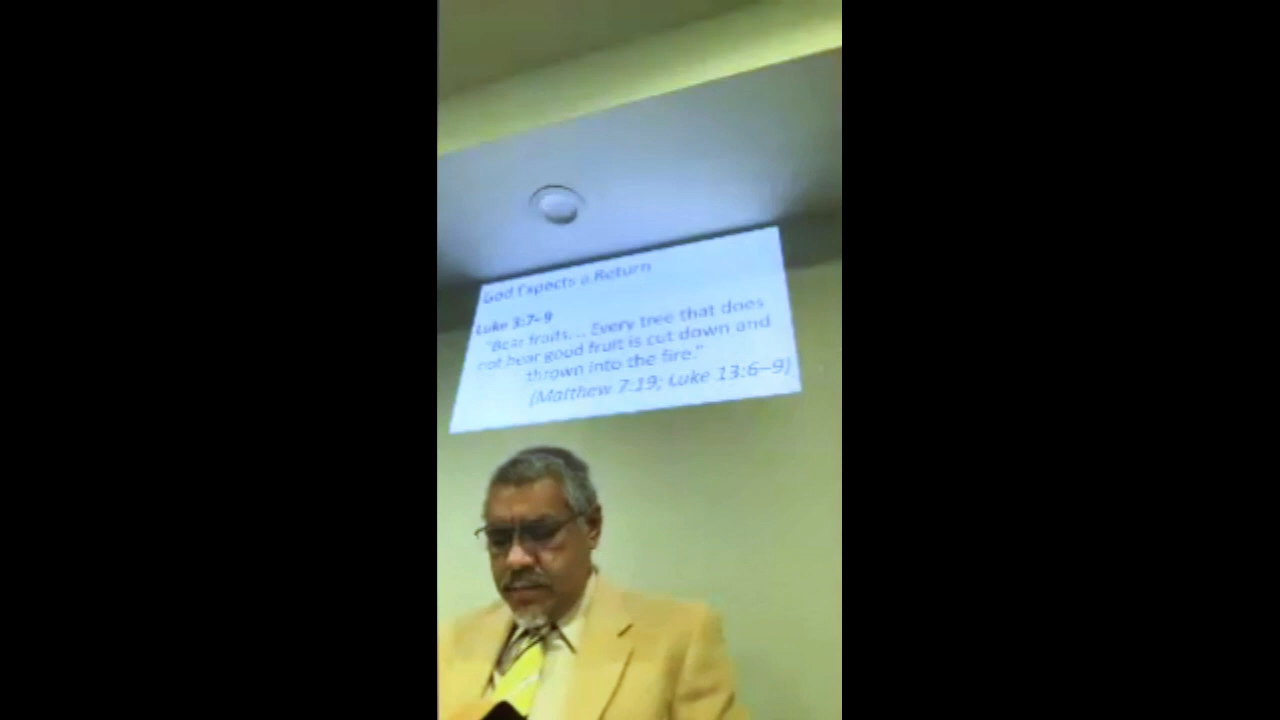 God Expects a Return
Luke 3:7–9
"Bear fruits... Every tree that does
not bear good fruit is cut down and
thrown into the fire."
(Matthew 7:19; Luke 13:6–9)